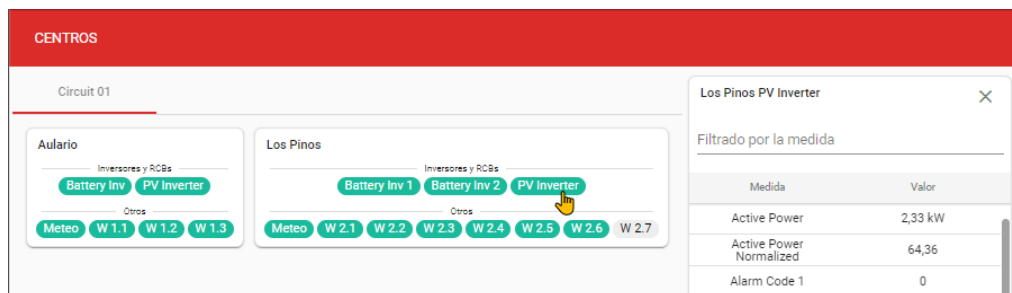 CENTROS
Circuit 01
Aulario
Inversores y RCBs
Battery Inv PV Inverter
Otros
Meteo W 1.1 W 1.2 W 1.3
Los Pinos
Inversores y RCBs
Battery Inv 1 Battery Inv 2 PV Inverter
Otros
Meteo W 2.1 W 2.2 W 2.3 W 2.4 W 2.5 W 2.6 W 2.7
Los Pinos PV Inverter
Filtrado por la medida
Medida Valor
Active Power 2,33 kW
Active Power
Normalized 64,36
Alarm Code 1 0